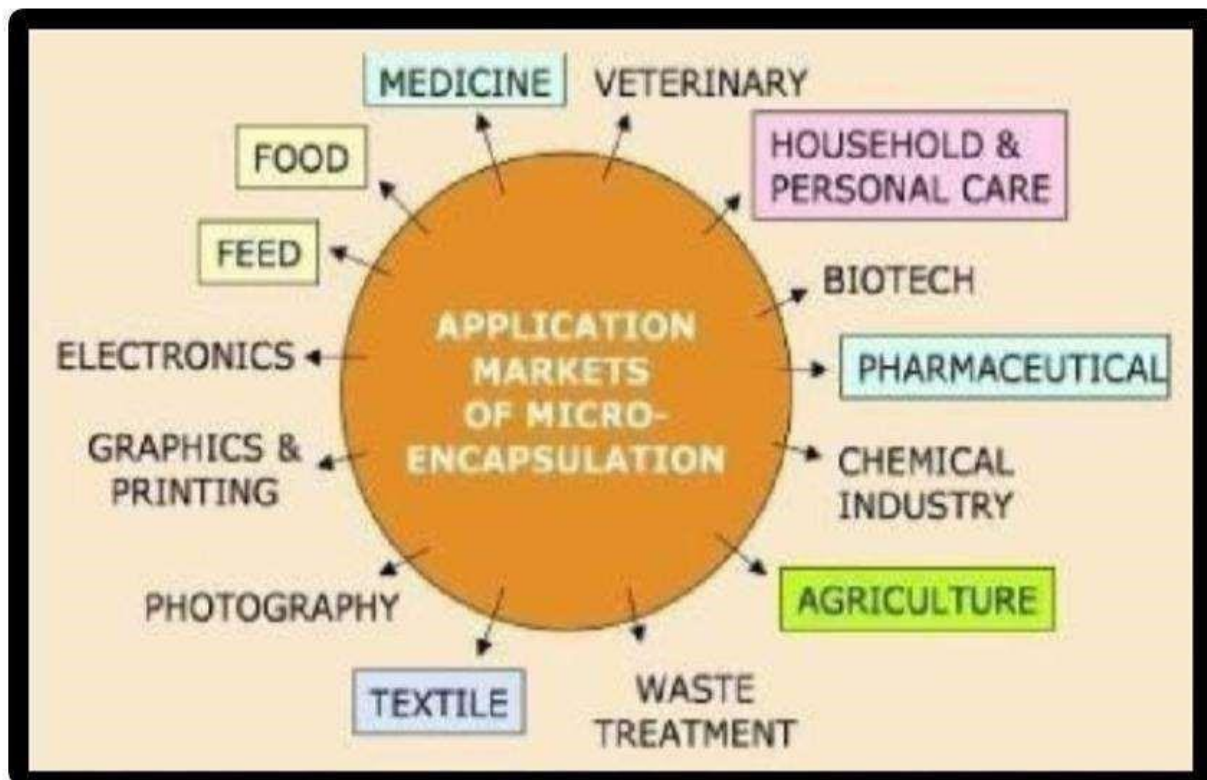 MEDICINE
VETERINARY
FOOD
HOUSEHOLD &
PERSONAL CARE
FEED
BIOTECH
APPLICATION
MARKETS
OF MICRO-
ENCAPSULATION
ELECTRONICS
PHARMACEUTICAL
GRAPHICS &
PRINTING
CHEMICAL
INDUSTRY
PHOTOGRAPHY
AGRICULTURE
TEXTILE
WASTE
TREATMENT